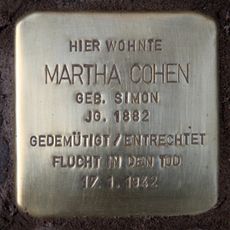 HIER WOHNTE
MARTHA COHEN
GEB. SIMON
JG. 1882
GEDEMÜTIGT / ENTRECHTET
FLUCHT IN DEN TOD
17. 1. 1942